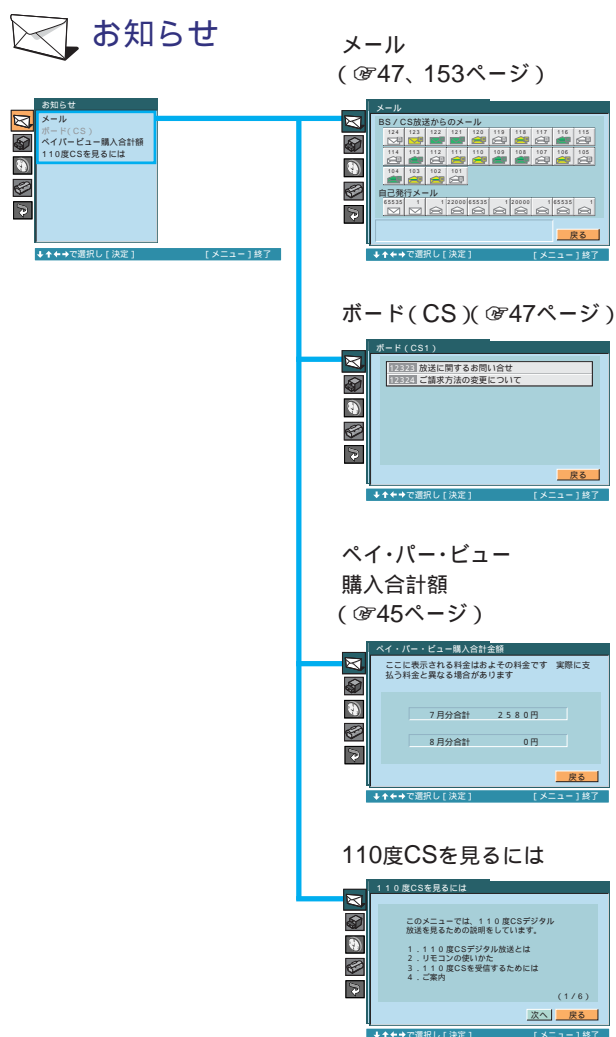 お知らせ
お知らせ
メール
ボード(CS)
ペイパービュー購入合計額
110度CSを見るには
で選択し[決定] [メニュー]終了
メール
(☞47、153ページ)
メール
BS/CS放送からのメール
124 123 122 121 120 119 118 117 116 115
114 113 112 111 110 109 108 107 106 105
104 103 102 101
自己発行メール
65535 1 1 22000 65535 1 20000 1 65535 1
戻る
↓↑←→で選択し[決定] [メニュー]終了
ボード(CS)(☞47ページ)
ボード(CS1)
12323 放送に関するお問い合せ
12324 ご請求方法の変更について
戻る
↓↑←→で選択し[決定] [メニュー]終了
ペイ・パー・ビュー
購入合計額
(☞45ページ)
ペイ・パー・ビュー購入合計金額
ここに表示される料金はおよその料金です 実際に支
払う料金と異なる場合があります
7月分合計 2580円
8月分合計 0円
戻る
↓↑←→で選択し[決定] [メニュー]終了
110度CSを見るには
110度CSを見るには
このメニューでは、110度CSデジタル
放送を見るための説明をしています。
1.110度CSデジタル放送とは
2.リモコンの使いかた
3.110度CSを受信するためには
4.ご案内
(1/6)
次へ 戻る
↓↑←→で選択し[決定] [メニュー]終了